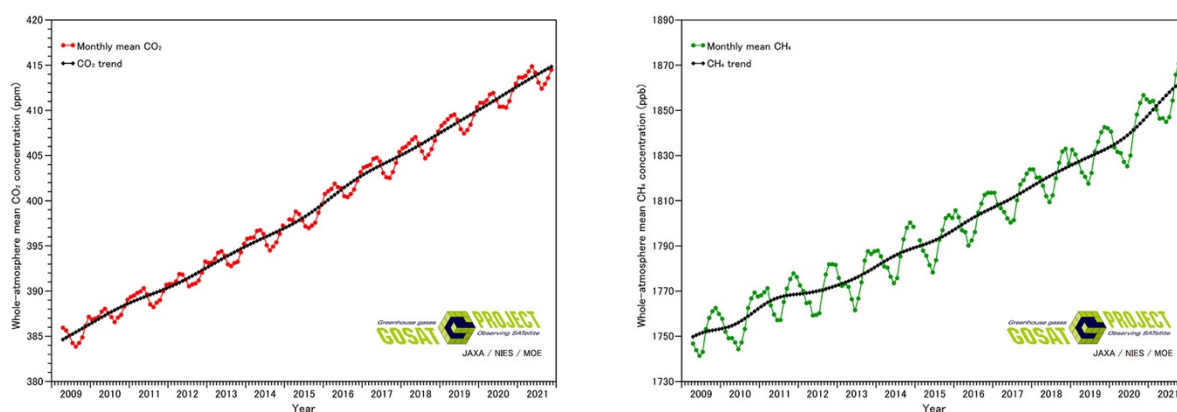 420
415
410
405
400
395
390
385
380
Whole-atmosphere mean CO₂ concentration (ppm)
Monthly mean CO₂
CO₂ trend
Greenhouse gases
GOSAT
PROJECT
Observing SATellite
JAXA / NIES / MOE
2009 2010 2011 2012 2013 2014 2015 2016 2017 2018 2019 2020 2021
Year
1890
1870
1850
1830
1810
1790
1770
1750
1730
Whole-atmosphere mean CH₄ concentration (ppb)
Monthly mean CH₄
CH₄ trend
Greenhouse gases
GOSAT
PROJECT
Observing SATellite
JAXA / NIES / MOE
2009 2010 2011 2012 2013 2014 2015 2016 2017 2018 2019 2020 2021
Year